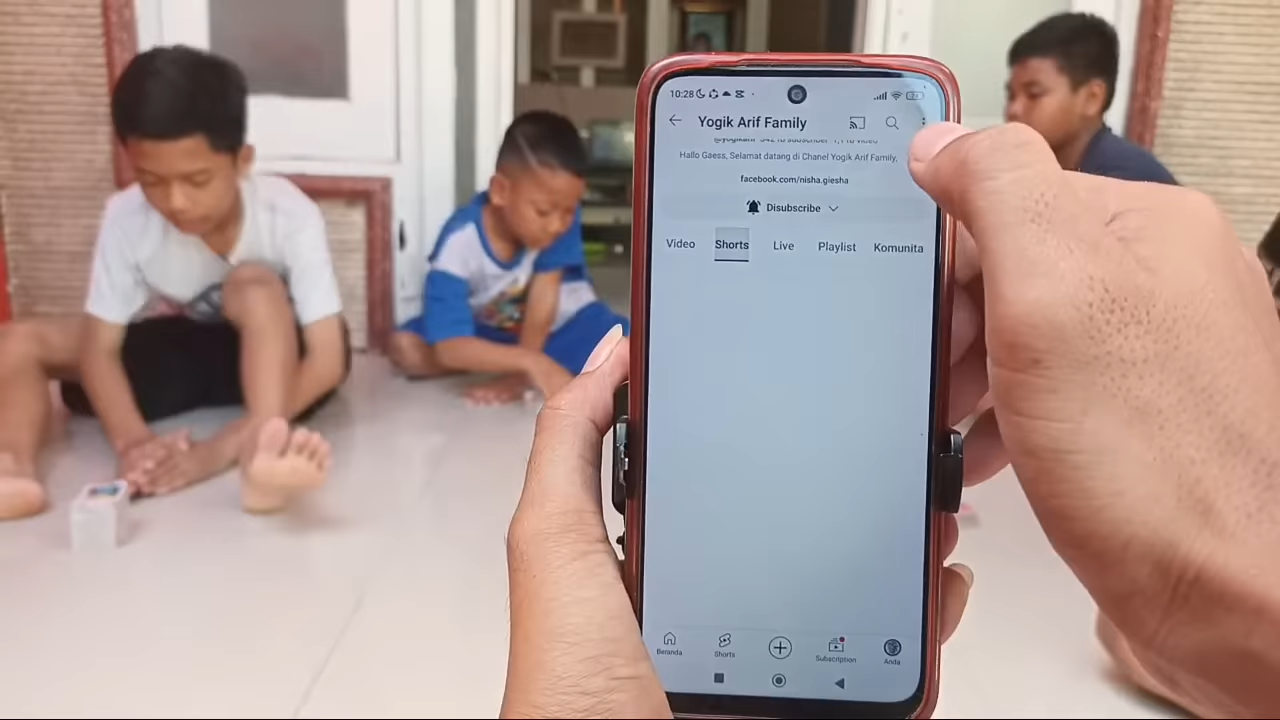 10:28
Yogik Arif Family
Hallo Gaess, Selamat datang di Chanel Yogik Arif Family,
facebook.com/nisha.giesha
Disubscribe
Video Shorts Live Playlist Komunita
Beranda Shorts Subscription Anda